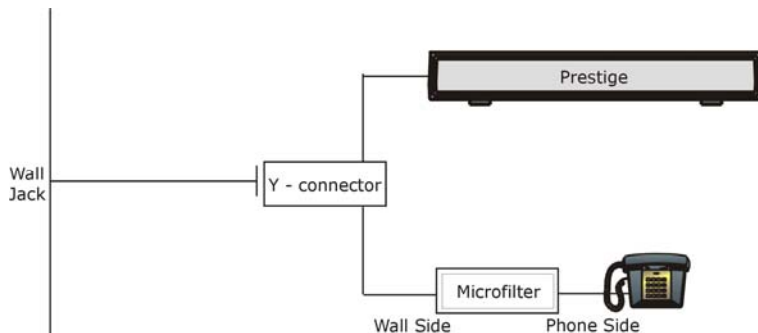 Prestige
Wall
Jack
Y - connector
Microfilter
Wall Side
Phone Side